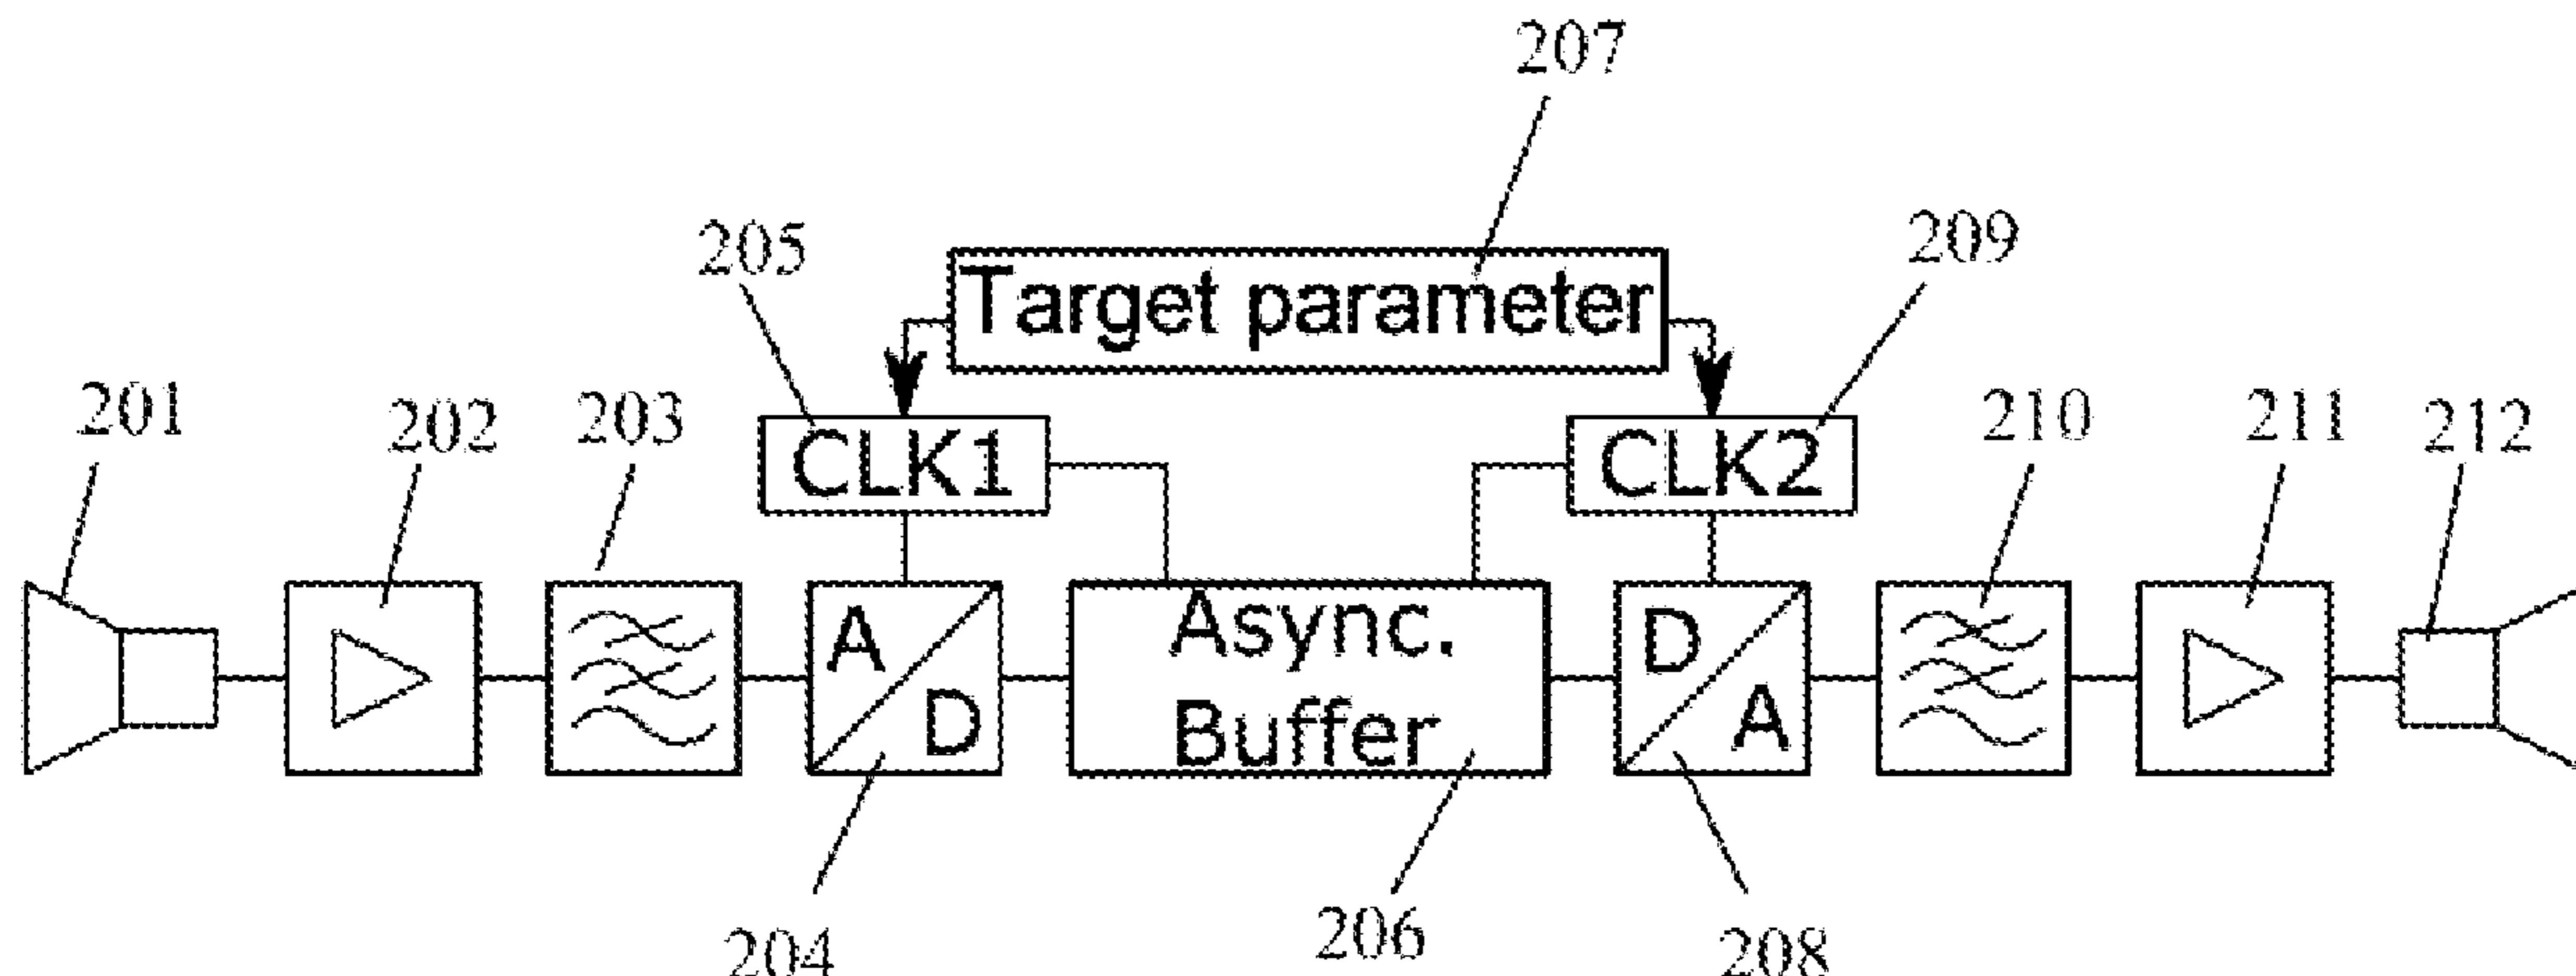 207
205
209
Target parameter
201
202
203
CLK1
CLK2
210
211
212
A
D
Async.
Buffer
D
A
204
206
208